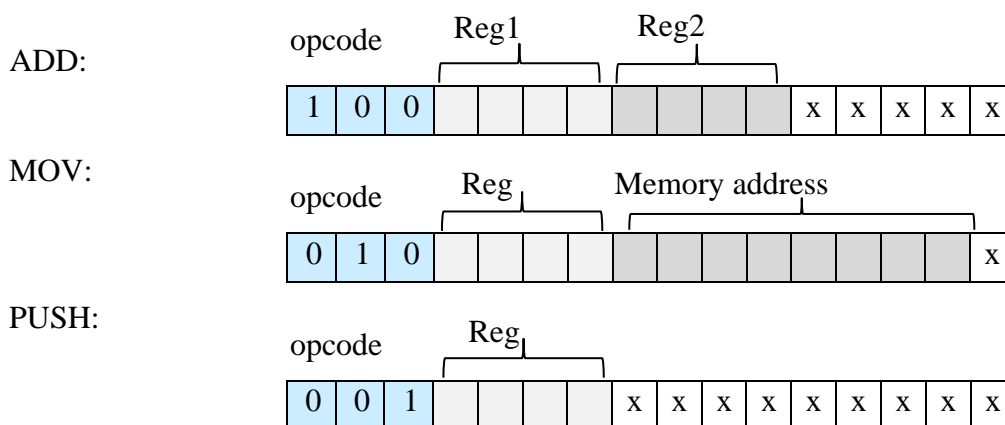 ADD:
opcode Reg1 Reg2
1 0 0 x x x x x
MOV:
opcode Reg Memory address
0 1 0 x
PUSH:
opcode Reg
0 0 1 x x x x x x x x x